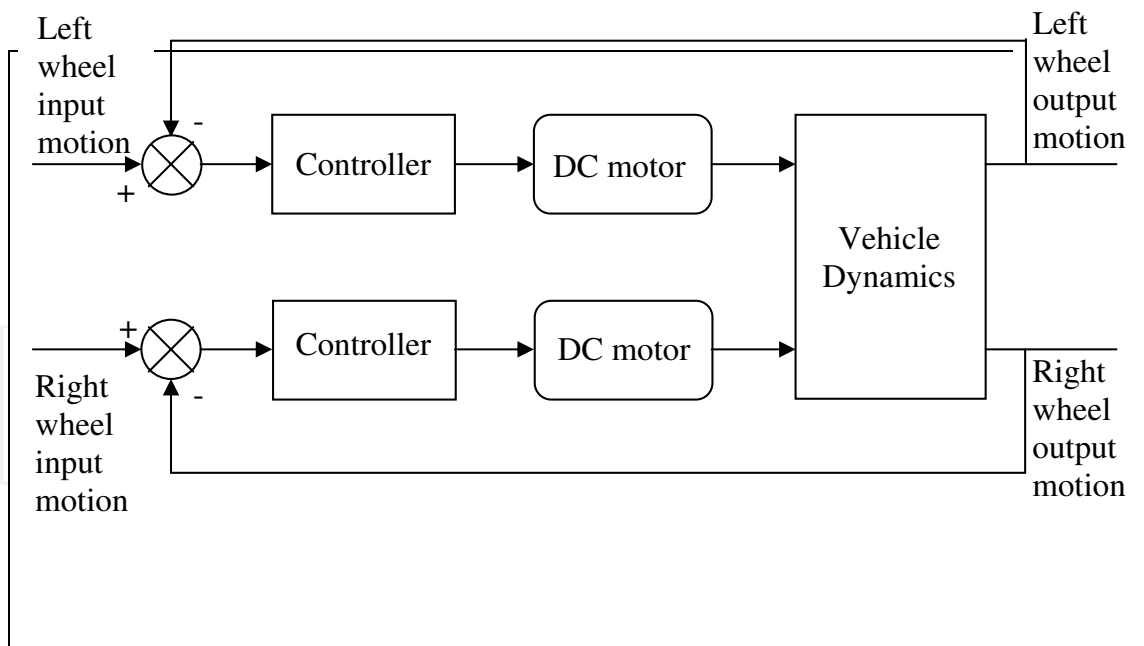 Left
wheel
input
motion
Left
wheel
output
motion
-
+
Controller
DC motor
Vehicle
Dynamics
+
-
Controller
DC motor
Right
wheel
input
motion
Right
wheel
output
motion